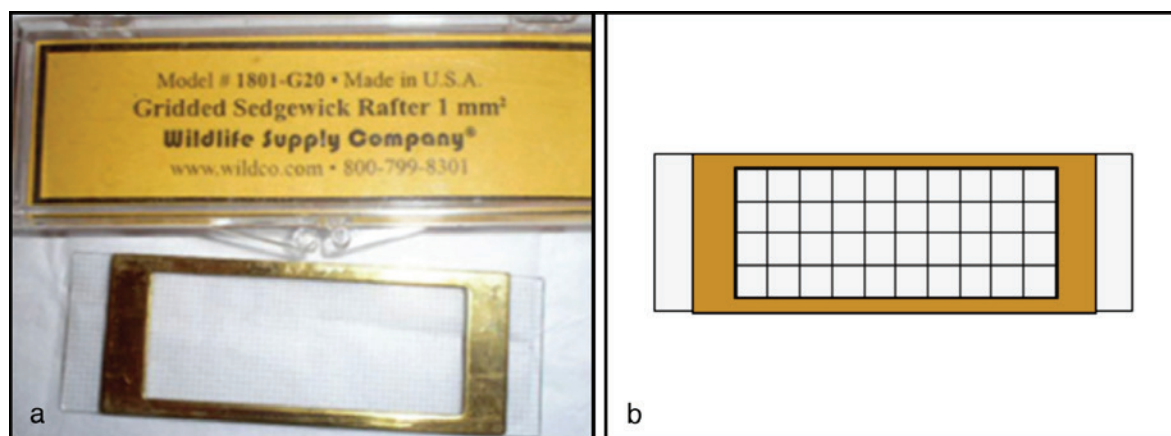 Model # 1801-G20 • Made in U.S.A.
Gridded Sedgewick Rafter 1 mm²
Wildlife Supply Company®
www.wildco.com • 800-799-8301
a
b